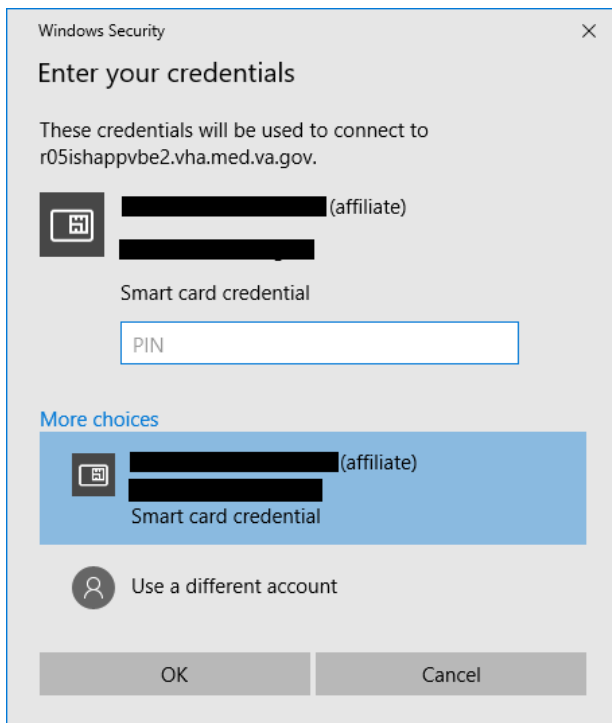 Windows Security
Enter your credentials
These credentials will be used to connect to
r05ishappvbe2.vha.med.va.gov.
(affiliate)
Smart card credential
PIN
More choices
(affiliate)
Smart card credential
Use a different account
OK
Cancel